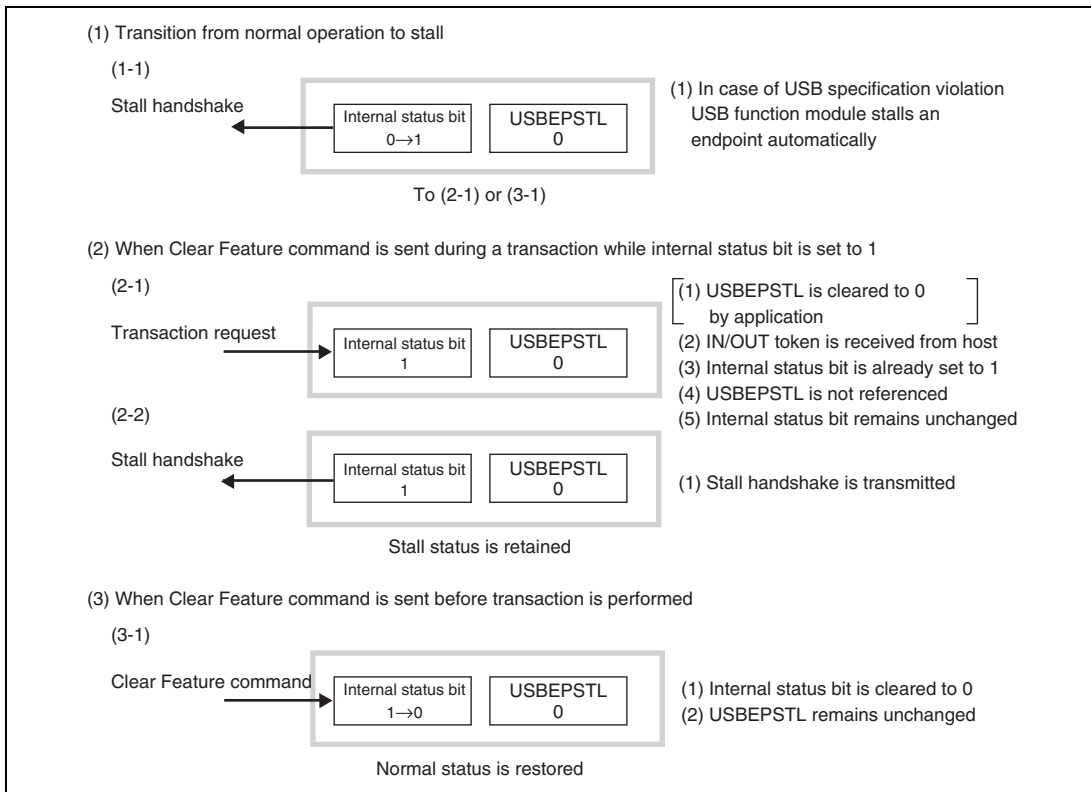 (1) Transition from normal operation to stall
(1-1)
Stall handshake
Internal status bit
0→1
USBEPSTL
0
(1) In case of USB specification violation
USB function module stalls an
endpoint automatically
To (2-1) or (3-1)
(2) When Clear Feature command is sent during a transaction while internal status bit is set to 1
(2-1)
Transaction request
Internal status bit
1
USBEPSTL
0
(1) USBEPSTL is cleared to 0
by application
(2) IN/OUT token is received from host
(3) Internal status bit is already set to 1
(4) USBEPSTL is not referenced
(5) Internal status bit remains unchanged
(2-2)
Stall handshake
Internal status bit
1
USBEPSTL
0
(1) Stall handshake is transmitted
Stall status is retained
(3) When Clear Feature command is sent before transaction is performed
(3-1)
Clear Feature command
Internal status bit
1→0
USBEPSTL
0
(1) Internal status bit is cleared to 0
(2) USBEPSTL remains unchanged
Normal status is restored